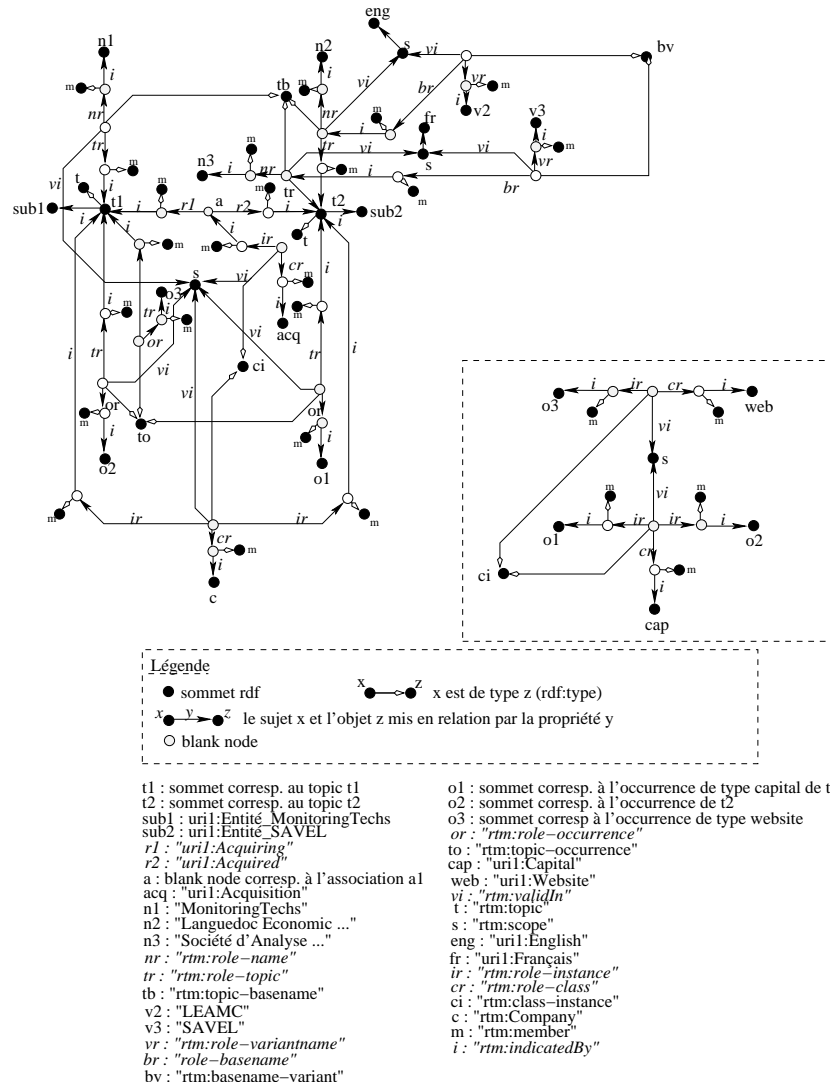 eng
n1
n2
s
vi
bv
i
i
tb
vr
m
m
m
vi
br
i
v2
v3
nr
nr
m
fr
i
m
tr
m
i
tr
n3
i
nr
vi
s
vi
vr
br
m
m
m
m
tr
i
m
vi
t
i
i
sub1
t1
i
r1
a
r2
i
t2
sub2
i
i
i
t
i
m
m
ir
s
vi
cr
i
o3
m
m
tr
i
m
i
m
or
acq
vi
i
tr
vi
vi
ci
tr
i
or
or
m
to
i
m
i
o2
o1
m
ir
ir
m
cr
m
i
c
o3
i
ir
cr
i
web
m
m
vi
s
m
vi
m
o1
i
ir
ir
i
o2
cr
ci
m
i
cap
Légende
sommet rdf
x z x est de type z (rdf:type)
x y z le sujet x et l'objet z mis en relation par la propriété y
blank node
t1 : sommet corresp. au topic t1
t2 : sommet corresp. au topic t2
sub1 : uri1:Entité_MonitoringTechs
sub2 : uri1:Entité_SAVEL
r1 : "uri1:Acquiring"
r2 : "uri1:Acquired"
a : blank node corresp. à l'association a1
acq : "uri1:Acquisition"
n1 : "MonitoringTechs"
n2 : "Languedoc Economic ..."
n3 : "Société d'Analyse ..."
nr : "rtm:role−name"
tr : "rtm:role−topic"
tb : "rtm:topic−basename"
v2 : "LEAMC"
v3 : "SAVEL"
vr : "rtm:role−variantname"
br : "role−basename"
bv : "rtm:basename−variant"
o1 : sommet corresp. à l'occurrence de type capital de t
o2 : sommet corresp. à l'occurrence de t2
o3 : sommet corresp à l'occurrence de type website
or : "rtm:role−occurrence"
to : "rtm:topic−occurrence"
cap : "uri1:Capital"
web : "uri1:Website"
vi : "rtm:validIn"
t : "rtm:topic"
s : "rtm:scope"
eng : "uri1:English"
fr : "uri1:Français"
ir : "rtm:role−instance"
cr : "rtm:role−class"
ci : "rtm:class−instance"
c : "rtm:Company"
m : "rtm:member"
i : "rtm:indicatedBy"